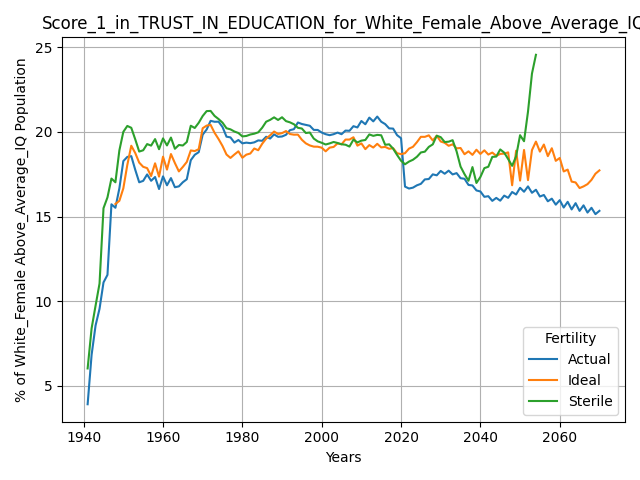 Score_1_in_TRUST_IN_EDUCATION_for_White_Female_Above_Average_IQ
% of White_Female Above_Average_IQ Population
25
20
15
10
5
1940
1960
1980
2000
2020
2040
2060
Years
Fertility
Actual
Ideal
Sterile